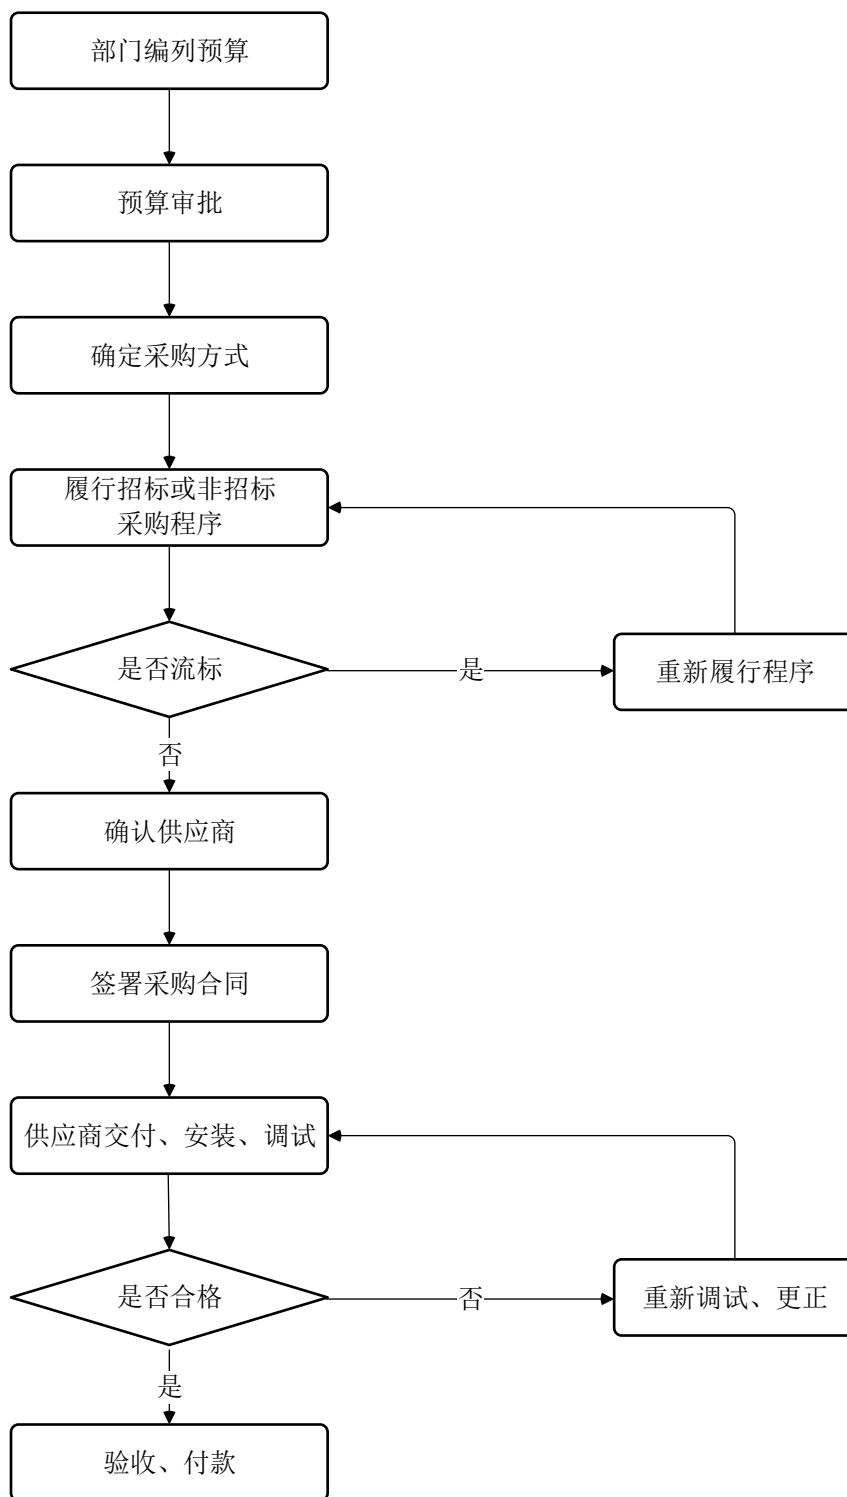 部门编列预算
预算审批
确定采购方式
履行招标或非招标
采购程序
是否流标
是
重新履行程序
否
确认供应商
签署采购合同
供应商交付、安装、调试
是否合格
否
重新调试、更正
是
验收、付款